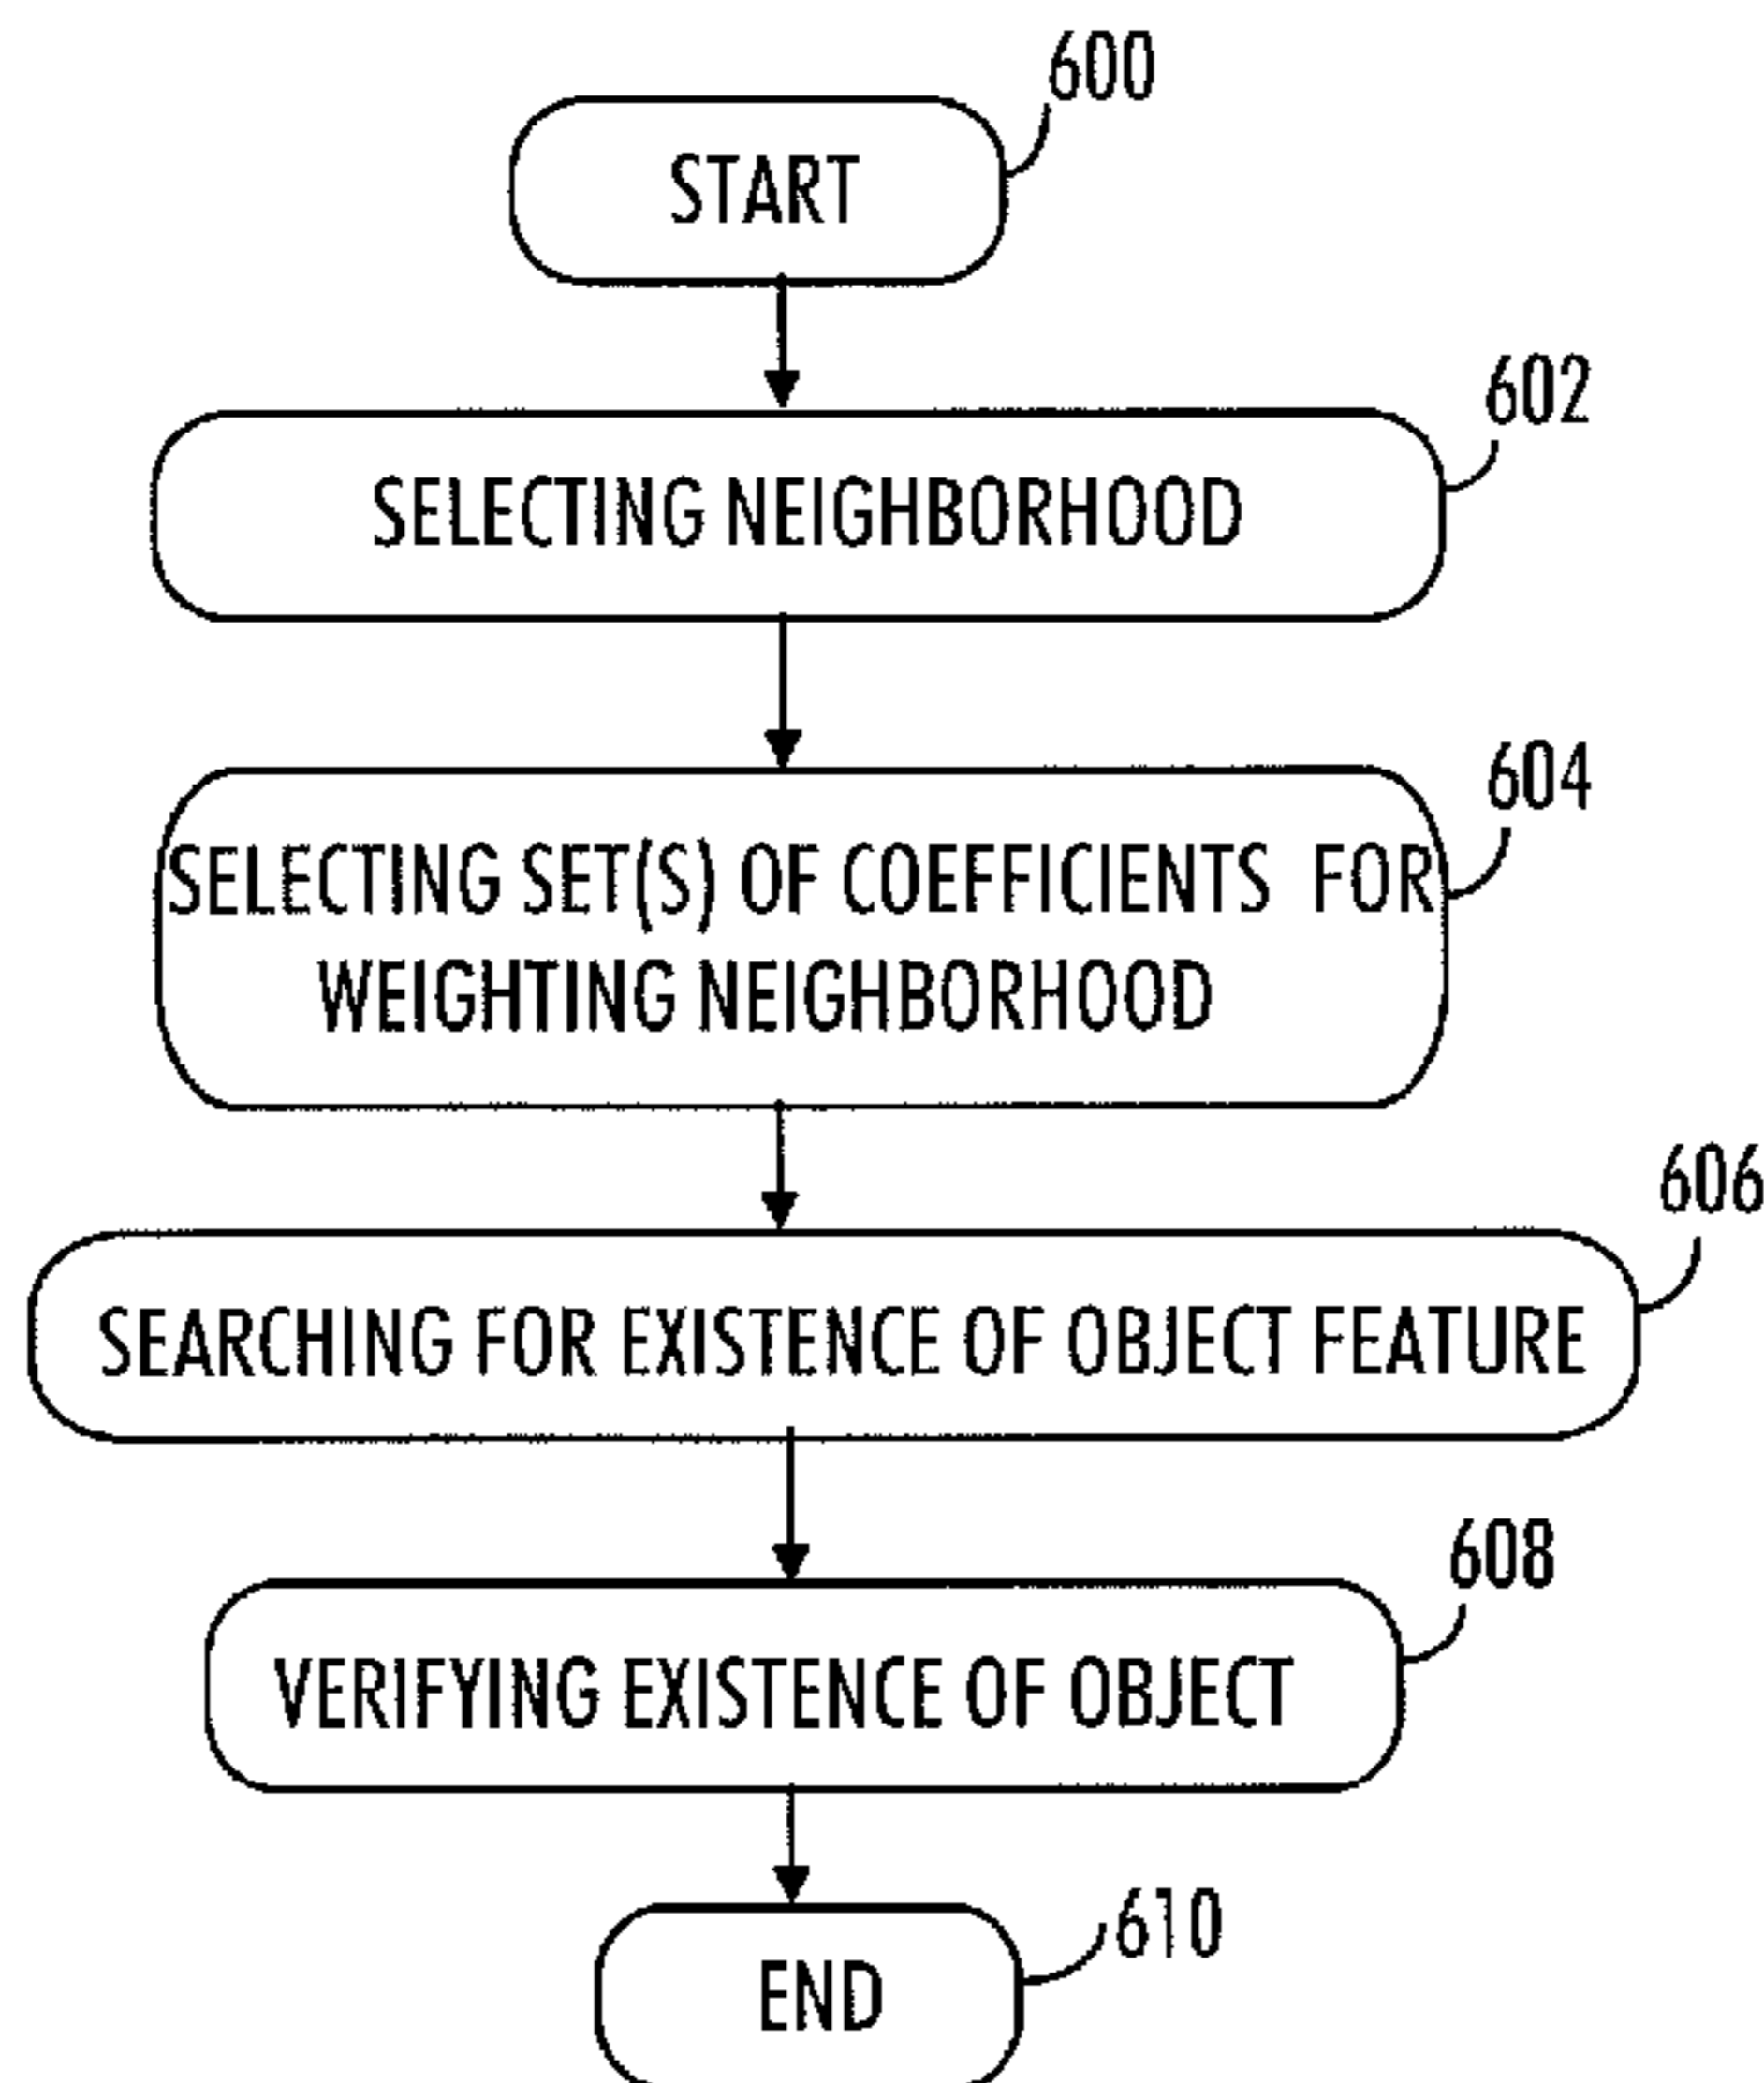 600
START
602
SELECTING NEIGHBORHOOD
604
SELECTING SET(S) OF COEFFICIENTS FOR
WEIGHTING NEIGHBORHOOD
606
SEARCHING FOR EXISTENCE OF OBJECT FEATURE
608
VERIFYING EXISTENCE OF OBJECT
610
END